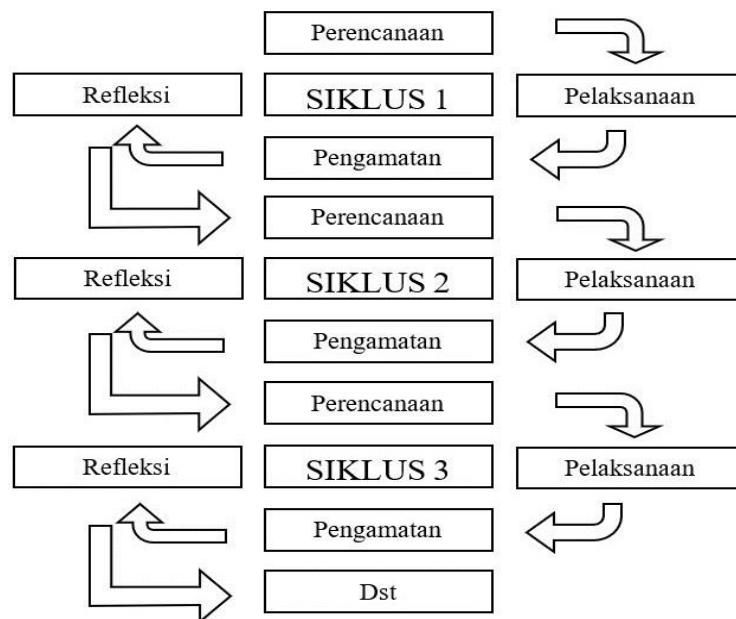 Perencanaan
Refleksi
SIKLUS 1
Pelaksanaan
Pengamatan
Perencanaan
Refleksi
SIKLUS 2
Pelaksanaan
Pengamatan
Perencanaan
Refleksi
SIKLUS 3
Pelaksanaan
Pengamatan
Dst